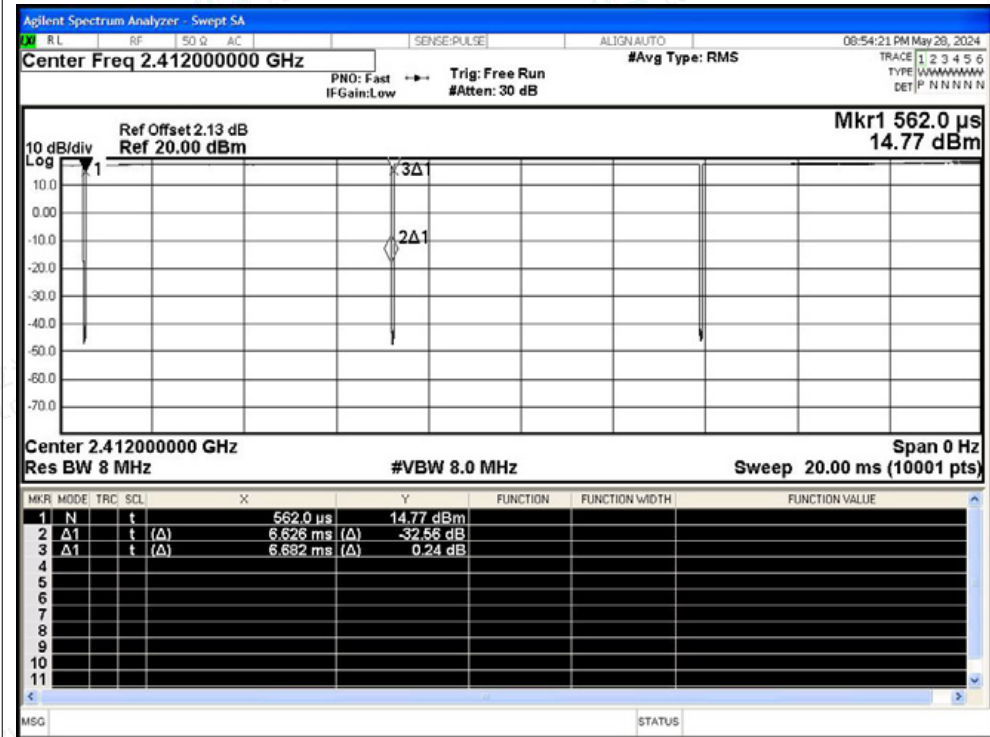 Agilent Spectrum Analyzer - Swept SA
RL RF 50 Ω AC SENSE:PULSE ALIGN AUTO 08:54:21 PM May 28, 2024
Center Freq 2.412000000 GHz
#Avg Type: RMS
TRACE 1 2 3 4 5 6
PNO: Fast Trig: Free Run
TYPE WWWWWW
IFGain:Low #Atten: 30 dB
DET P N N N N N
Mkr1 562.0 µs
Ref Offset 2.13 dB
14.77 dBm
10 dB/div Ref 20.00 dBm
Log
1 3Δ1
10.0
0.00
-10.0
2Δ1
-20.0
-30.0
-40.0
-50.0
-60.0
-70.0
Center 2.412000000 GHz Span 0 Hz
Res BW 8 MHz #VBW 8.0 MHz Sweep 20.00 ms (10001 pts)
MKR MODE TRC SCL X Y FUNCTION FUNCTION WIDTH FUNCTION VALUE
1 N t 562.0 µs 14.77 dBm
2 Δ1 t (Δ) 6.626 ms (Δ) -32.56 dB
3 Δ1 t (Δ) 6.682 ms (Δ) 0.24 dB
4
5
6
7
8
9
10
11
MSG STATUS